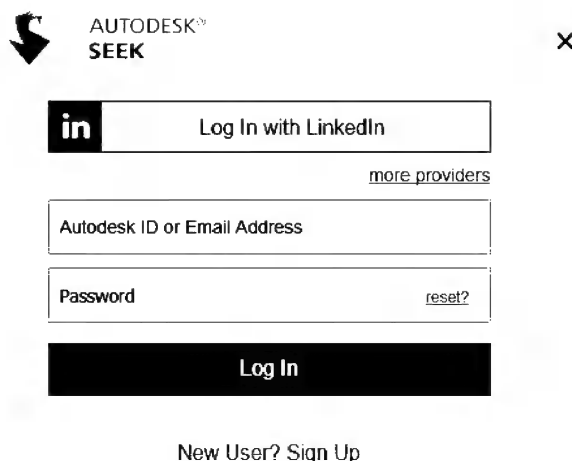 AUTODESK®
SEEK
X
in Log In with LinkedIn
more providers
Autodesk ID or Email Address
Password reset?
Log In
New User? Sign Up